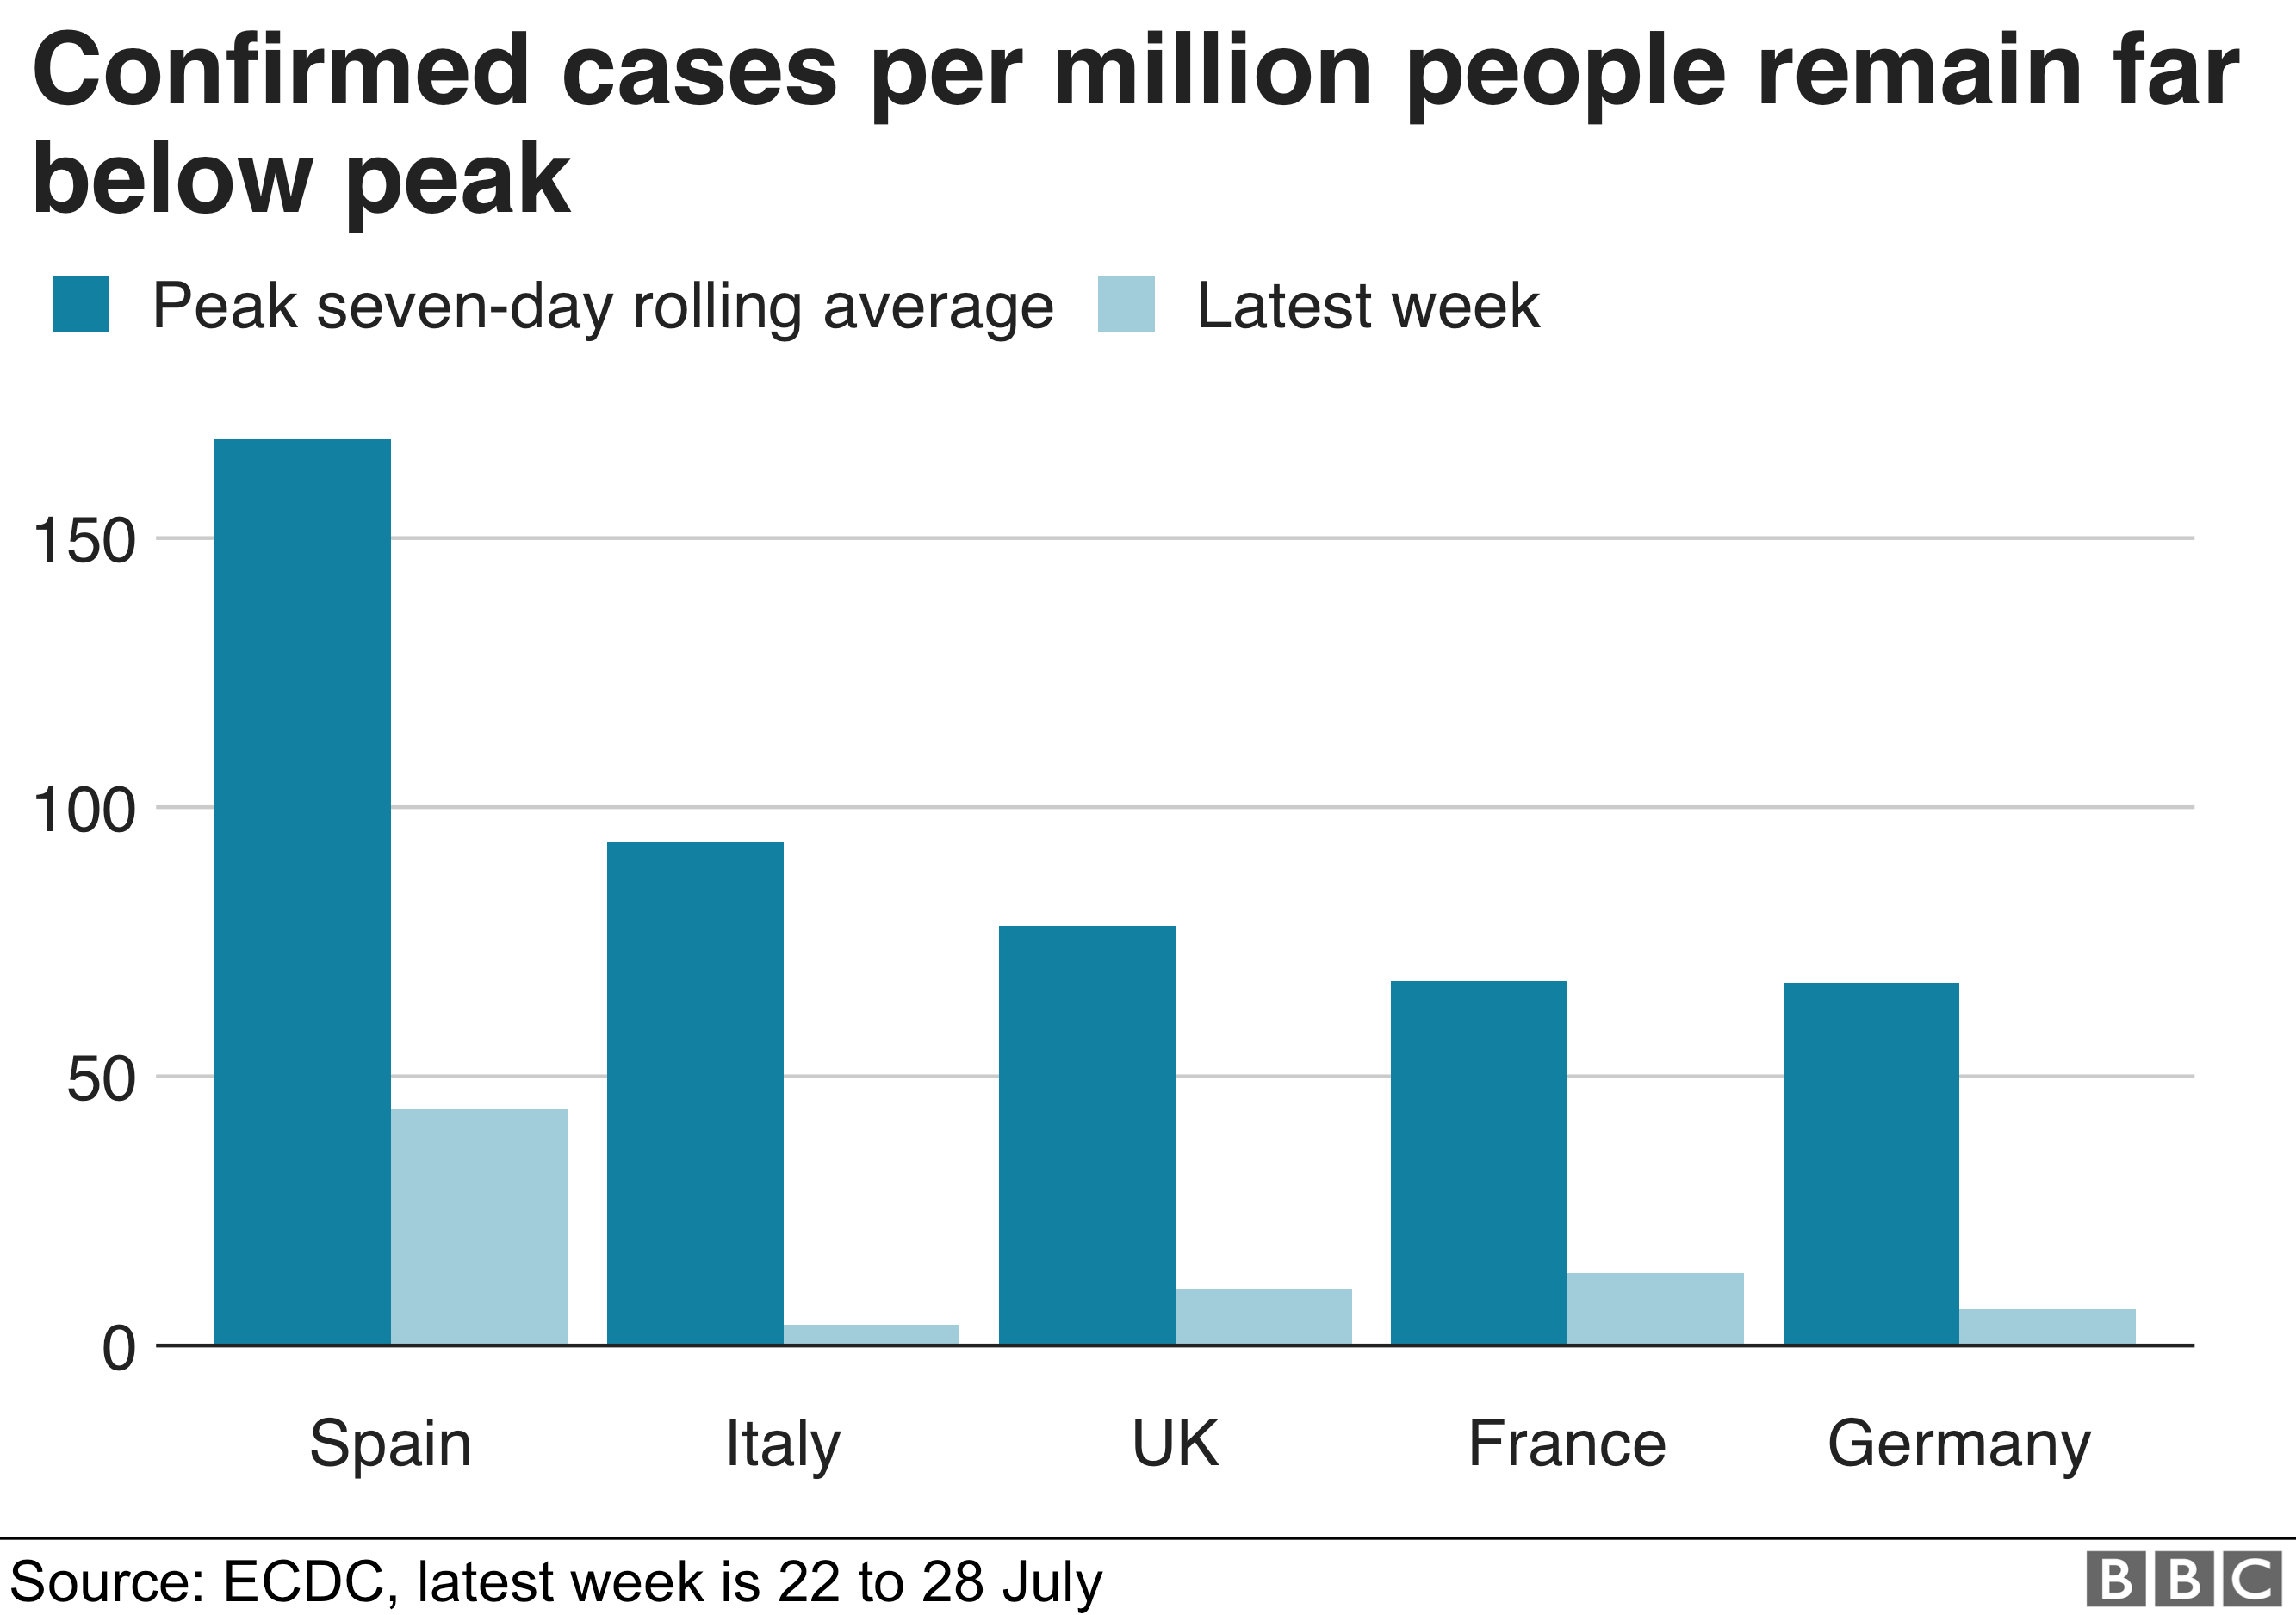 Confirmed cases per million people remain far
below peak
Peak seven-day rolling average Latest week
150
100
50
0
Spain Italy UK France Germany
Source: ECDC, latest week is 22 to 28 July
BBC